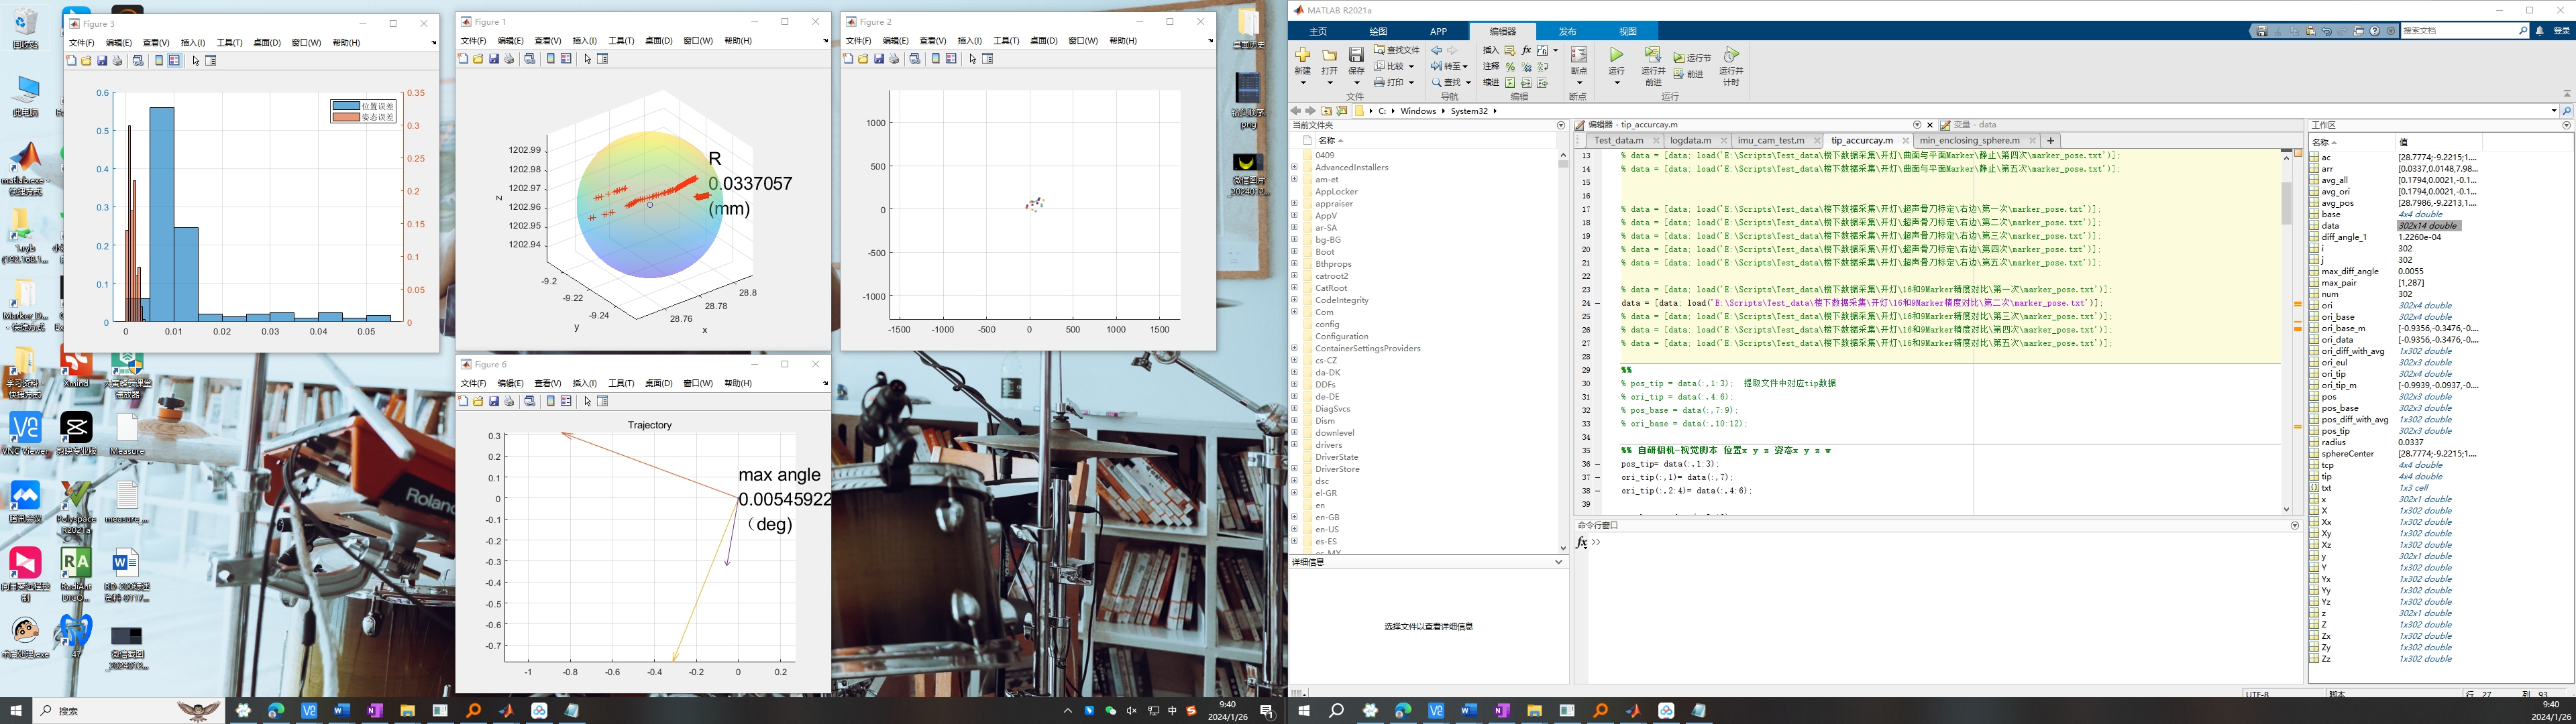 Figure 3
文件(F) 编辑(E) 查看(V) 插入(I) 工具(T) 桌面(D) 窗口(W) 帮助(H)
0.6
0.5
0.4
0.3
0.2
0.1
0
0.35
0.3
0.25
0.2
0.15
0.1
0.05
0
位置误差
姿态误差
0 0.01 0.02 0.03 0.04 0.05
Figure 1
文件(F) 编辑(E) 查看(V) 插入(I) 工具(T) 桌面(D) 窗口(W) 帮助(H)
1202.99
1202.98
1202.97
1202.96
1202.95
1202.94
z
-9.2
-9.22
-9.24
y
28.76
28.78
28.8
x
R
0.0337057
(mm)
Figure 2
文件(F) 编辑(E) 查看(V) 插入(I) 工具(T) 桌面(D) 窗口(W) 帮助(H)
1000
500
0
-500
-1000
-1500 -1000 -500 0 500 1000 1500
Figure 6
文件(F) 编辑(E) 查看(V) 插入(I) 工具(T) 桌面(D) 窗口(W) 帮助(H)
Trajectory
0.3
0.2
0.1
0
-0.1
-0.2
-0.3
-0.4
-0.5
-0.6
-0.7
-1 -0.8 -0.6 -0.4 -0.2 0 0.2
max angle
0.00545922
（deg）
回收站
此电脑
Xmind
VNC Viewer
Measure
腾讯会议
Polyspace R2021a
measure_...
47
Roland
搜索
中
9:40
2024/1/26
MATLAB R2021a
主页 绘图 APP 编辑器 发布 视图
搜索文档
登录
新建 打开 保存
查找文件
比较
打印
文件
转至
查找
导航
插入
注释
缩进
编辑
断点
断点
运行
运行并前进
运行节
前进
运行并计时
运行
C: Windows System32
当前文件夹
名称
0409
AdvancedInstallers
am-et
AppLocker
appraiser
AppV
ar-SA
bg-BG
Boot
Bthprops
catroot2
CatRoot
CodeIntegrity
Com
config
Configuration
ContainerSettingsProviders
cs-CZ
da-DK
DDFs
de-DE
DiagSvcs
Dism
downlevel
drivers
DriverState
DriverStore
dsc
el-GR
en
en-GB
en-US
es-ES
es-MX
详细信息
选择文件以查看详细信息
编辑器 - tip_accurcay.m
变量 - data
Test_data.m logdata.m imu_cam_test.m tip_accurcay.m min_enclosing_sphere.m
13 % data = [data; load('E:\Scripts\Test_data\楼下数据采集\开灯\曲面与平面Marker\静止\第四次\marker_pose.txt')];
14 % data = [data; load('E:\Scripts\Test_data\楼下数据采集\开灯\曲面与平面Marker\静止\第五次\marker_pose.txt')];
15
16
17 % data = [data; load('E:\Scripts\Test_data\楼下数据采集\开灯\超声骨刀标定\右边\第一次\marker_pose.txt')];
18 % data = [data; load('E:\Scripts\Test_data\楼下数据采集\开灯\超声骨刀标定\右边\第二次\marker_pose.txt')];
19 % data = [data; load('E:\Scripts\Test_data\楼下数据采集\开灯\超声骨刀标定\右边\第三次\marker_pose.txt')];
20 % data = [data; load('E:\Scripts\Test_data\楼下数据采集\开灯\超声骨刀标定\右边\第四次\marker_pose.txt')];
21 % data = [data; load('E:\Scripts\Test_data\楼下数据采集\开灯\超声骨刀标定\右边\第五次\marker_pose.txt')];
22
23 % data = [data; load('E:\Scripts\Test_data\楼下数据采集\开灯\16和9Marker精度对比\第一次\marker_pose.txt')];
24 data = [data; load('E:\Scripts\Test_data\楼下数据采集\开灯\16和9Marker精度对比\第二次\marker_pose.txt')];
25 % data = [data; load('E:\Scripts\Test_data\楼下数据采集\开灯\16和9Marker精度对比\第三次\marker_pose.txt')];
26 % data = [data; load('E:\Scripts\Test_data\楼下数据采集\开灯\16和9Marker精度对比\第四次\marker_pose.txt')];
27 % data = [data; load('E:\Scripts\Test_data\楼下数据采集\开灯\16和9Marker精度对比\第五次\marker_pose.txt')];
28
29 %%
30 % pos_tip = data(:,1:3); 提取文件中对应tip数据
31 % ori_tip = data(:,4:6);
32 % pos_base = data(:,7:9);
33 % ori_base = data(:,10:12);
34
35 %% 自研相机-视觉脚本 位置x y z 姿态x y z w
36 pos_tip= data(:,1:3);
37 ori_tip(:,1)= data(:,7);
38 ori_tip(:,2:4)= data(:,4:6);
39
命令行窗口
fx >>
工作区
名称 值
ac [28.7774;-9.2215;1....
arr [0.0337,0.0148,7.98...
avg_all [0.1794,0.0021,-0.1...
avg_ori [0.1794,0.0021,-0.1...
avg_pos [28.7986,-9.2213,1....
base 4x4 double
data 302x14 double
diff_angle_1 1.2260e-04
i 302
j 302
max_diff_angle 0.0055
max_pair [1,287]
num 302
ori 302x4 double
ori_base 302x4 double
ori_base_m [-0.9356,-0.3476,-0....
ori_data [-0.9356,-0.3476,-0....
ori_diff_with_avg 1x302 double
ori_eul 302x3 double
ori_tip 302x4 double
ori_tip_m [-0.9939,-0.0937,-0....
pos 302x3 double
pos_base 302x3 double
pos_diff_with_avg 1x302 double
pos_tip 302x3 double
radius 0.0337
sphereCenter [28.7774;-9.2215;1....
tcp 4x4 double
tip 4x4 double
txt 1x3 cell
x 302x1 double
X 1x302 double
Xx 1x302 double
Xy 1x302 double
Xz 1x302 double
y 302x1 double
Y 1x302 double
Yx 1x302 double
Yy 1x302 double
Yz 1x302 double
z 302x1 double
Z 1x302 double
Zx 1x302 double
Zy 1x302 double
Zz 1x302 double
UTF-8 脚本 行 27 列 93
9:40
2024/1/26